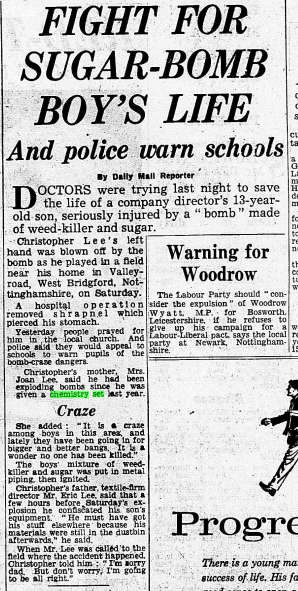 FIGHT FOR
SUGAR-BOMB
BOY'S LIFE
And police warn schools
By Daily Mail Reporter
DOCTORS were trying last night to save
the life of a company director's 13-year-
old son, seriously injured by a "bomb" made
of weed-killer and sugar.
Christopher Lee's left
hand was blown off by the
bomb as he played in a field
near his home in Valley-
road, West Bridgford, Not-
tinghamshire, on Saturday.
A hospital operation
removed shrapnel which
pierced his stomach.
Yesterday people prayed for
him in the local church. And
police said they would appeal to
schools to warn pupils of the
bomb-craze dangers.
Christopher's mother, Mrs.
Joan Lee, said he had been
exploding bombs since he was
given a chemistry set last year.
Craze
She added: "It is a craze
among boys in this area, and
lately they have been going in for
bigger and better bangs. It is a
wonder no one has been killed."
The boys' mixture of weed-
killer and sugar was put in metal
piping, then ignited.
Christopher's father, textile-firm
director Mr. Eric Lee, said that a
few hours before Saturday's ex-
plosion he confiscated his son's
equipment. "He must have got
his stuff elsewhere because his
materials were still in the dustbin
afterwards," he said.
When Mr. Lee was called to the
field where the accident happened
Christopher told him: "I'm sorry
dad. But don't worry, I'm going
to be all right."
Warning for
Woodrow
The Labour Party should "con-
sider the expulsion" of Woodrow
Wyatt, M.P. for Bosworth,
Leicestershire, if he refuses to
give up his campaign for a
Labour-Liberal pact, says the local
party at Newark, Nottingham-
shire.
Progre
There is a young ma
success of life. His fa